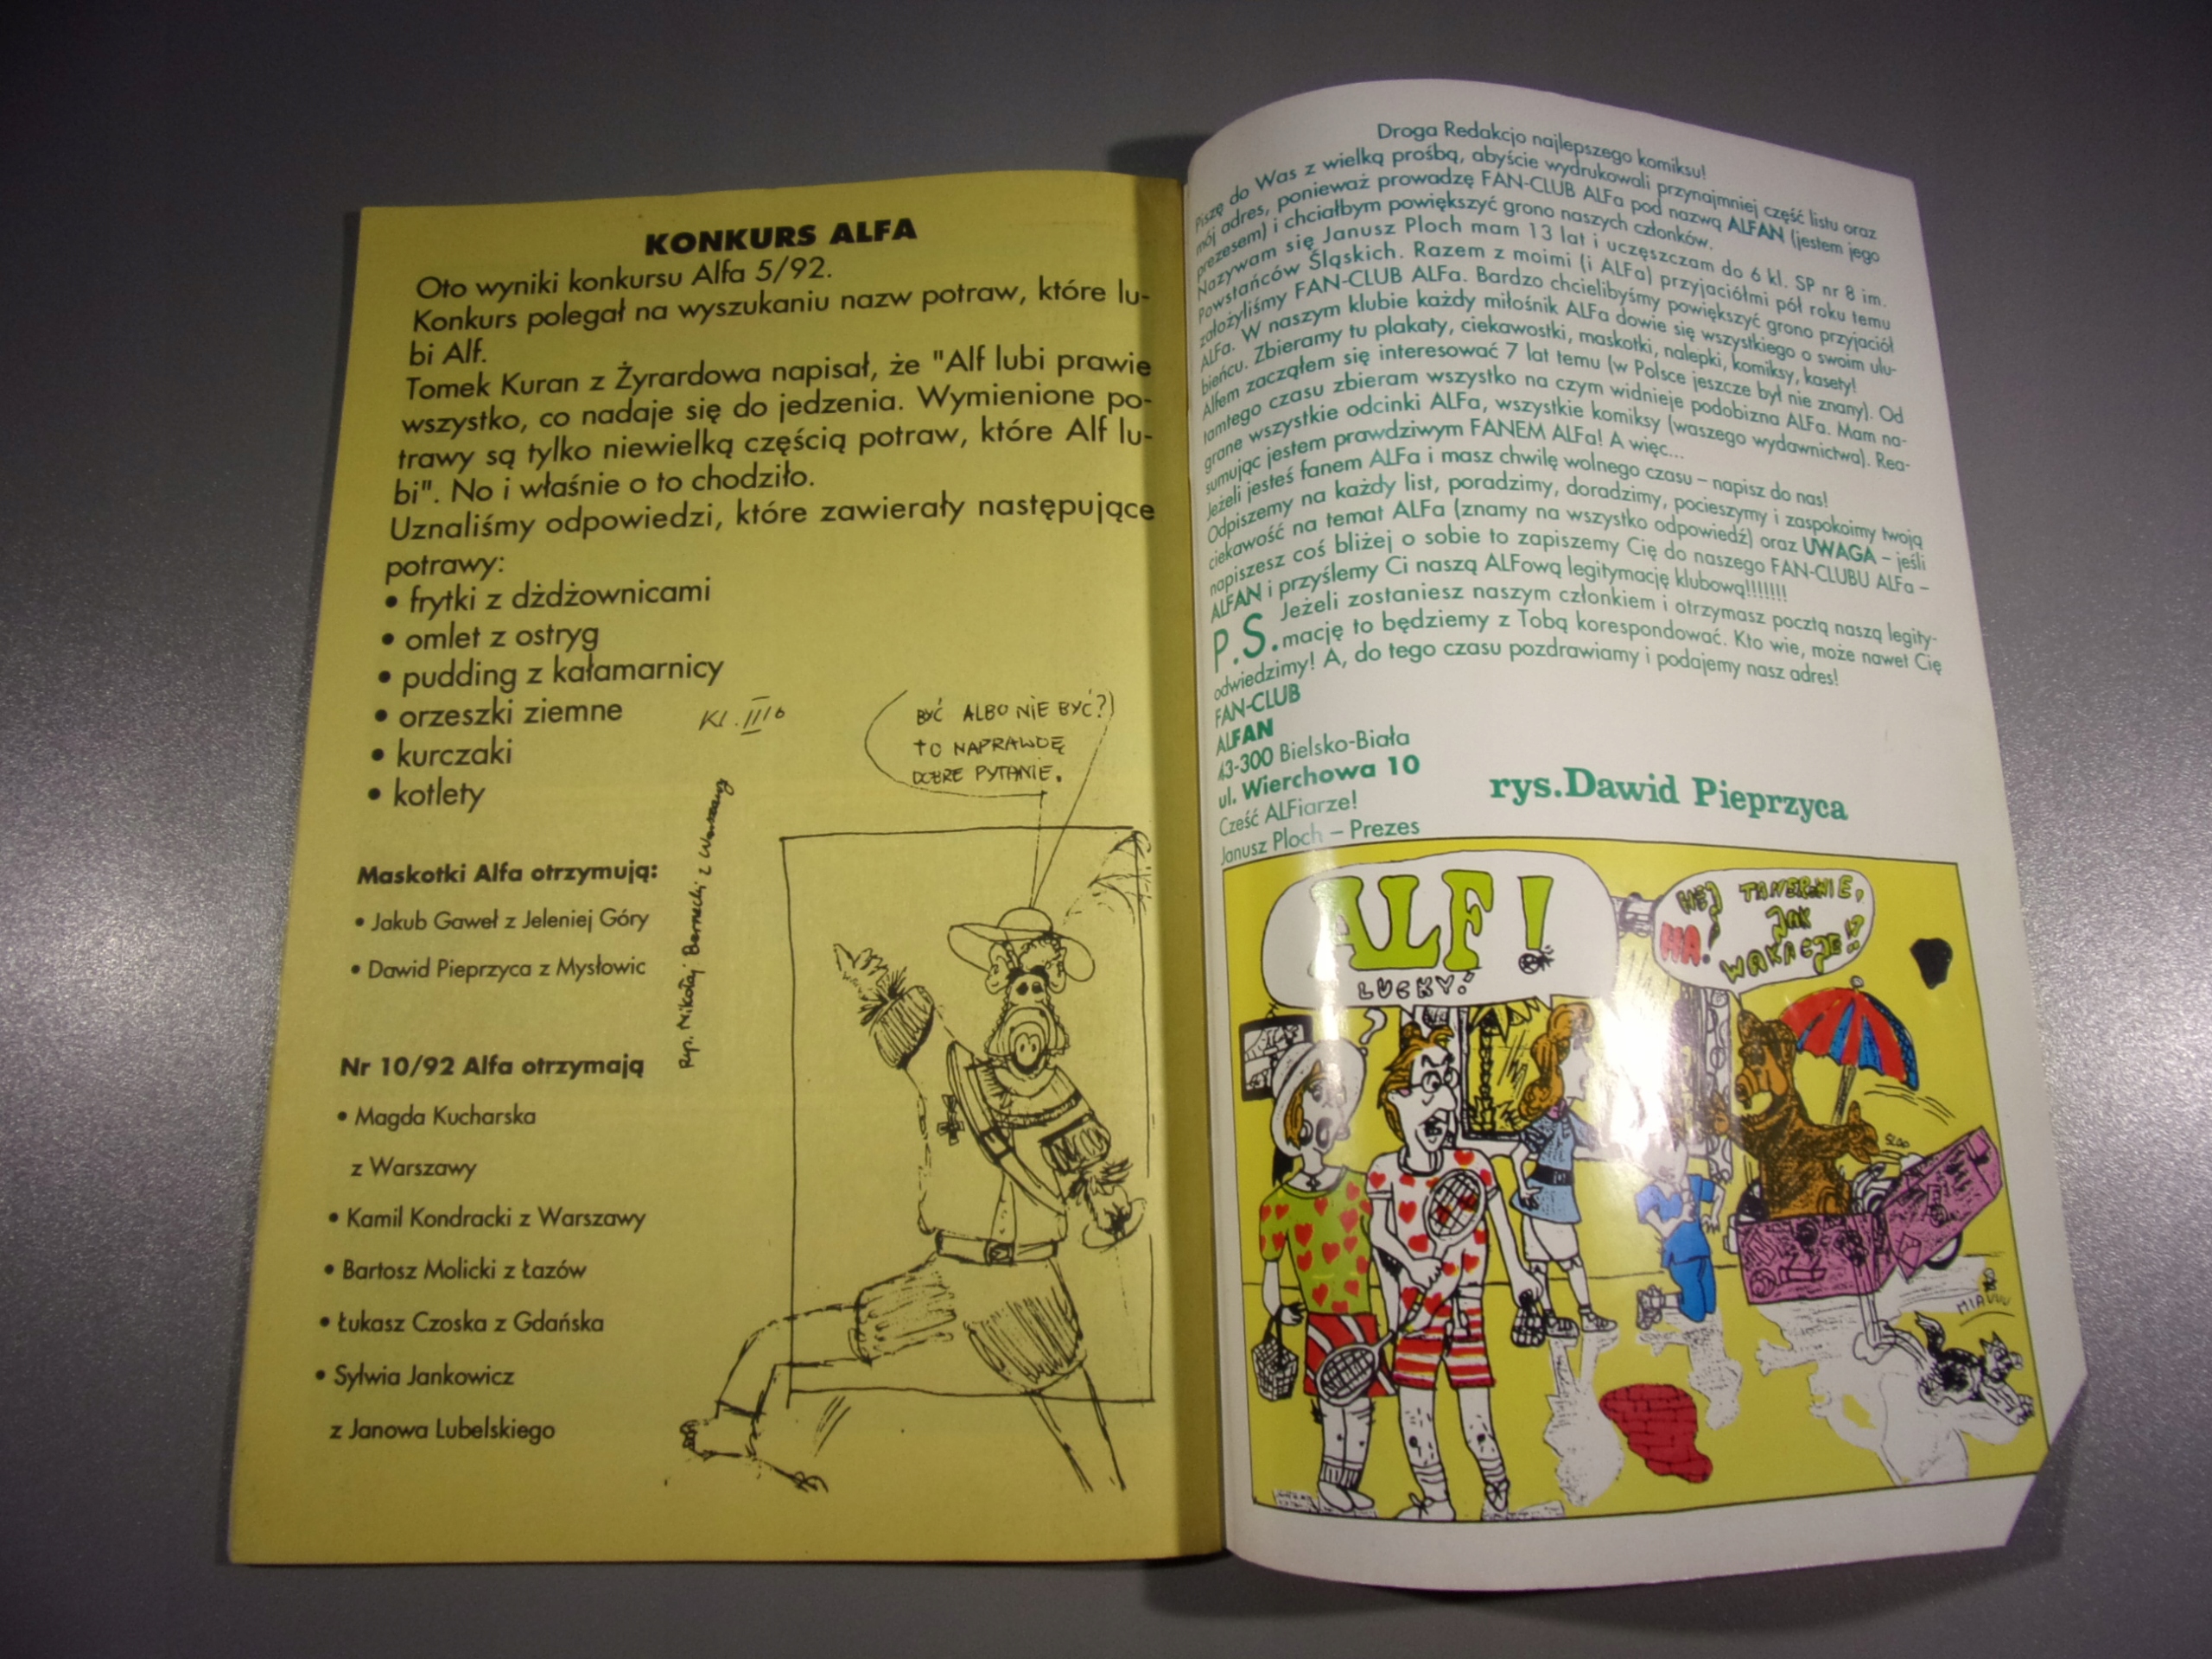 KONKURS ALFA
Oto wyniki konkursu Alfa 5/92.
Konkurs polegał na wyszukaniu nazw potraw, które lu-
bi Alf.
Tomek Kuran z Żyrardowa napisał, że "Alf lubi prawie
wszystko, co nadaje się do jedzenia. Wymienione po-
trawy są tylko niewielką częścią potraw, które Alf lu-
bi". No i właśnie o to chodziło.
Uznaliśmy odpowiedzi, które zawierały następujące
potrawy:
• frytki z dżdżownicami
• omlet z ostryg
• pudding z kałamarnicy
• orzeszki ziemne
• kurczaki
• kotlety
Kl. III b
BYĆ ALBO NIE BYĆ?
TO NAPRAWDĘ
DOBRE PYTANIE.
Rys. Mikołaj Bernacki z Warszawy
Maskotki Alfa otrzymują:
• Jakub Gaweł z Jeleniej Góry
• Dawid Pieprzyca z Mysłowic
Nr 10/92 Alfa otrzymają
• Magda Kucharska
z Warszawy
• Kamil Kondracki z Warszawy
• Bartosz Molicki z Łazów
• Łukasz Czoska z Gdańska
• Sylwia Jankowicz
z Janowa Lubelskiego
Droga Redakcjo najlepszego komiksu!
Piszę do Was z wielką prośbą, abyście wydrukowali przynajmniej część listu oraz
mój adres, ponieważ prowadzę FAN-CLUB ALFa pod nazwą ALFAN (jestem jego
prezesem) i chciałbym powiększyć grono naszych członków.
Nazywam się Janusz Ploch mam 13 lat i uczęszczam do 6 kl. SP nr 8 im.
Powstańców Śląskich. Razem z moimi (i ALFa) przyjaciółmi pół roku temu
założyliśmy FAN-CLUB ALFa. Bardzo chcielibyśmy powiększyć grono przyjaciół
ALFa. W naszym klubie każdy miłośnik ALFa dowie się wszystkiego o swoim ulu-
bieńcu. Zbieramy tu plakaty, ciekawostki, maskotki, nalepki, komiksy, kasety!
Alfem zacząłem się interesować 7 lat temu (w Polsce jeszcze był nie znany). Od
tamtego czasu zbieram wszystko na czym widnieje podobizna ALFa. Mam na-
grane wszystkie odcinki ALFa, wszystkie komiksy (waszego wydawnictwa). Rea-
sumując jestem prawdziwym FANEM ALFa! A więc...
Jeżeli jesteś fanem ALFa i masz chwilę wolnego czasu – napisz do nas!
Odpiszemy na każdy list, poradzimy, doradzimy, pocieszymy i zaspokoimy twoją
ciekawość na temat ALFa (znamy na wszystko odpowiedź) oraz UWAGA – jeśli
napiszesz coś bliżej o sobie to zapiszemy Cię do naszego FAN-CLUBU ALFa –
ALFAN i przyślemy Ci naszą ALFową legitymację klubową!!!!!!!
P.S. Jeżeli zostaniesz naszym członkiem i otrzymasz pocztą naszą legity-
mację to będziemy z Tobą korespondować. Kto wie, może nawet Cię
odwiedzimy! A, do tego czasu pozdrawiamy i podajemy nasz adres!
FAN-CLUB
ALFAN
43-300 Bielsko-Biała
ul. Wierchowa 10
Cześć ALFiarze!
Janusz Ploch – Prezes
rys.Dawid Pieprzyca
ALF!
LUCKY!
HEJ TANEROWIE,
HA! JAK
WAKACJE!?
MIAUUU